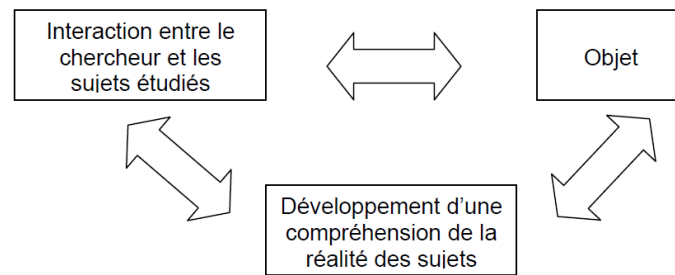 Interaction entre le
chercheur et les
sujets étudiés
Objet
Développement d’une
compréhension de la
réalité des sujets